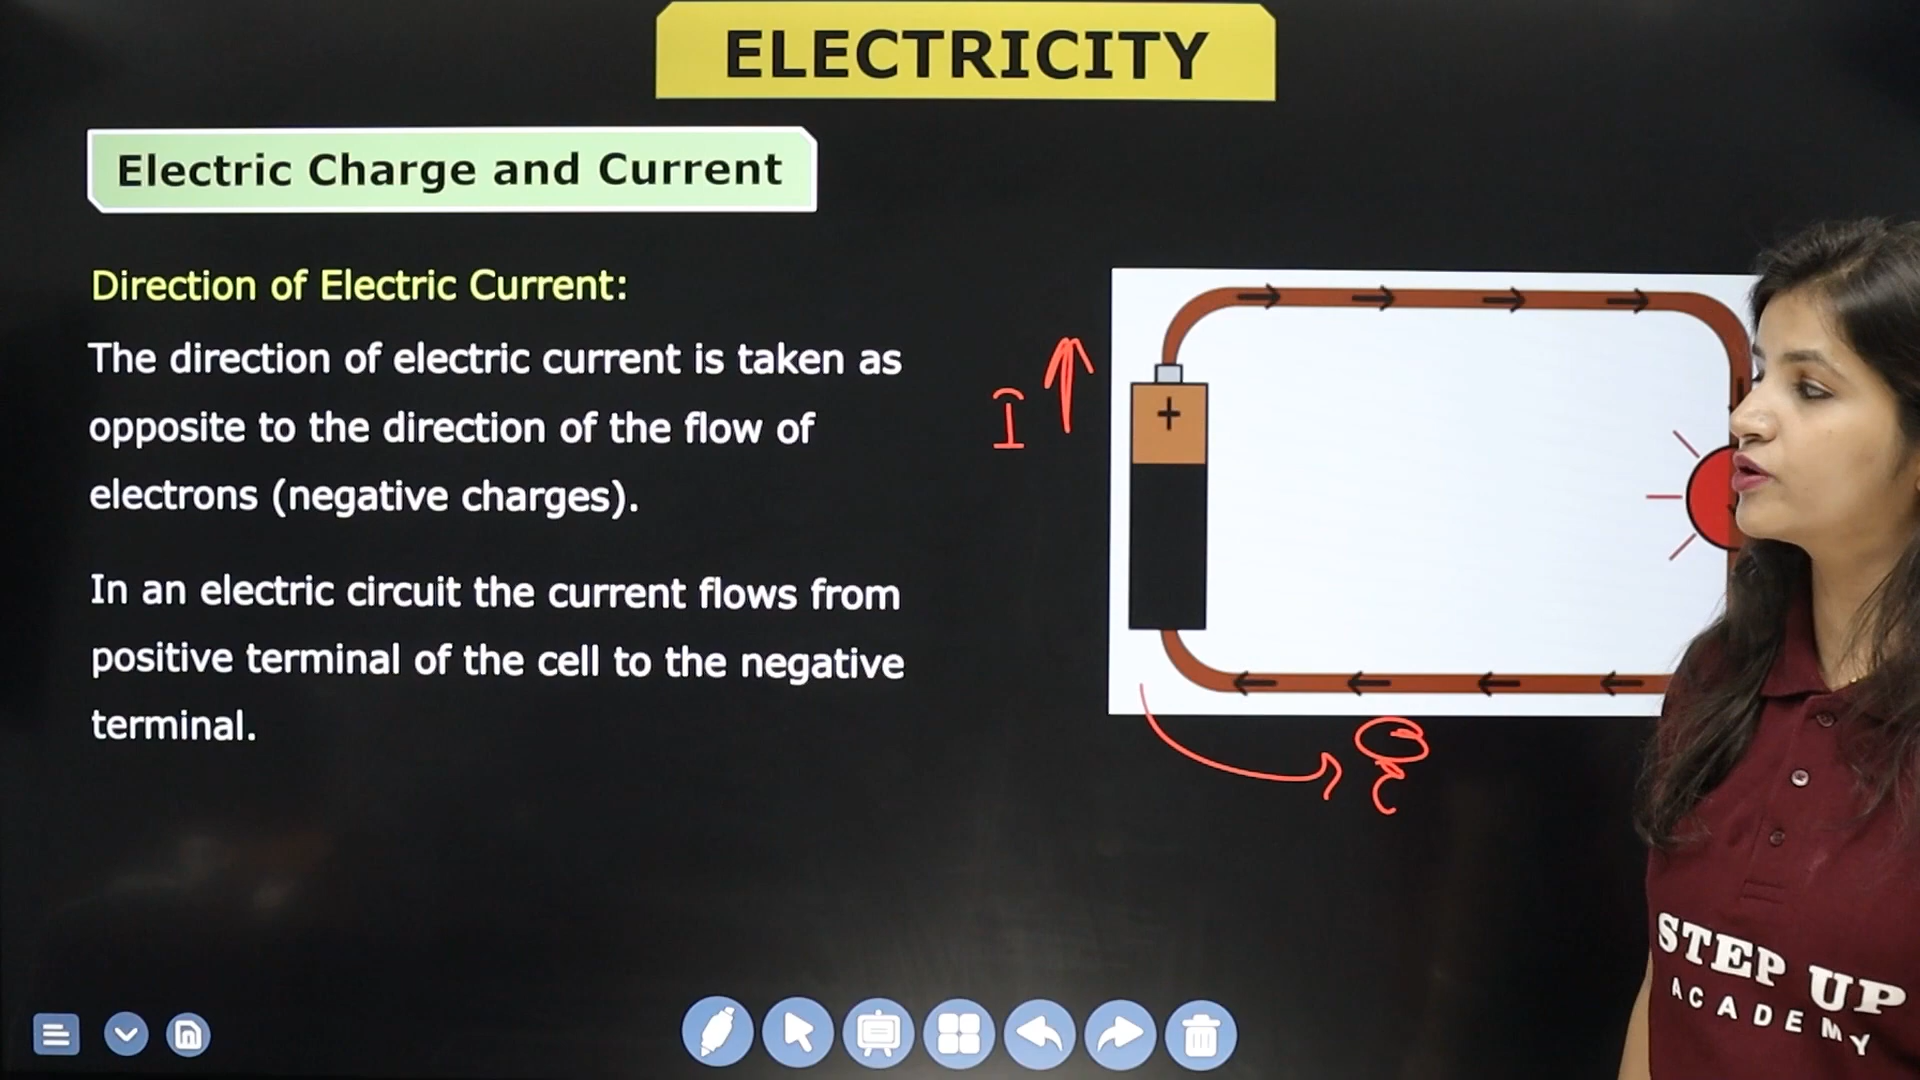 ELECTRICITY
Electric Charge and Current
Direction of Electric Current:
The direction of electric current is taken as
opposite to the direction of the flow of
electrons (negative charges).
In an electric circuit the current flows from
positive terminal of the cell to the negative
terminal.
I
+
STEP UP
ACADEMY